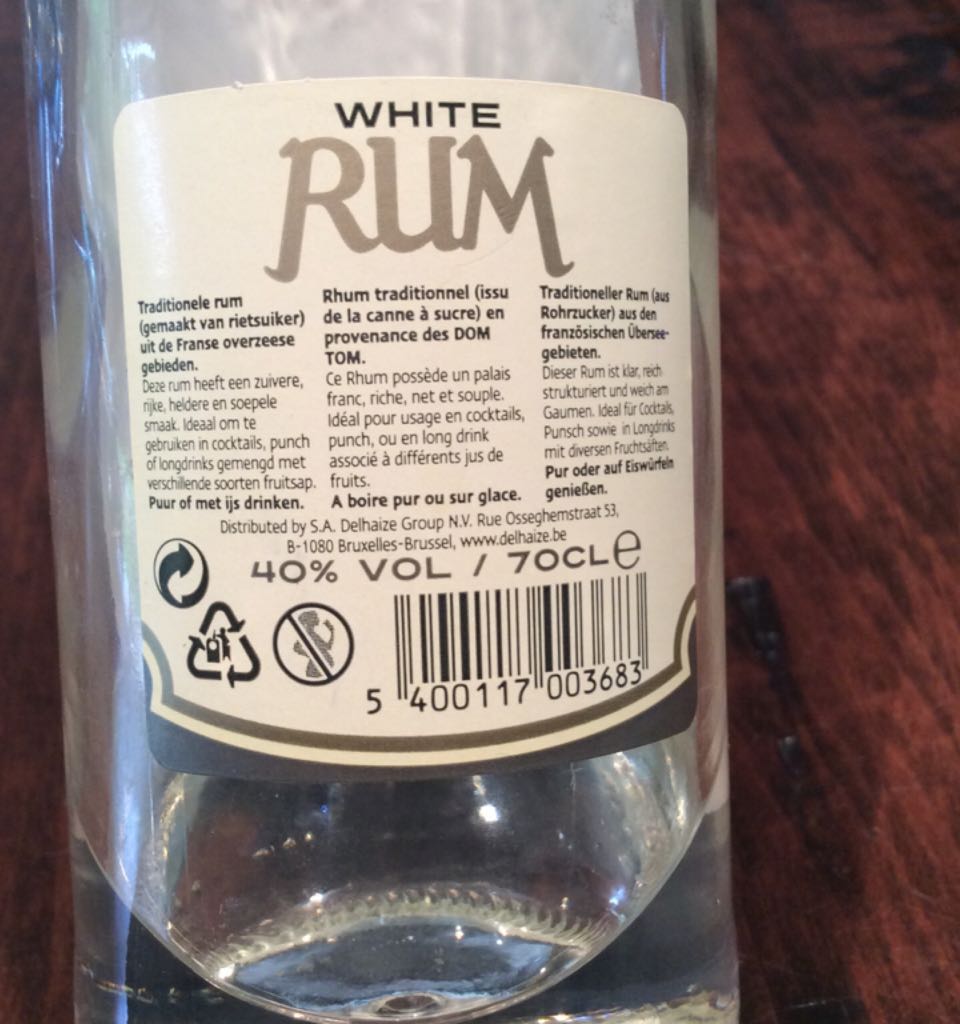 WHITE
RUM
Traditionele rum
(gemaakt van rietsuiker)
uit de Franse overzeese
gebieden.
Deze rum heeft een zuivere,
rijke, heldere en soepele
smaak. Ideaal om te
gebruiken in cocktails, punch
of longdrinks gemengd met
verschillende soorten fruitsap.
Puur of met ijs drinken.
Rhum traditionnel (issu
de la canne à sucre) en
provenance des DOM
TOM.
Ce Rhum possède un palais
franc, riche, net et souple.
Idéal pour usage en cocktails,
punch, ou en long drink
associé à différents jus de
fruits.
A boire pur ou sur glace.
Traditioneller Rum (aus
Rohrzucker) aus den
französischen Übersee-
gebieten.
Dieser Rum ist klar, reich
strukturiert und weich am
Gaumen. Ideal für Cocktails,
Punsch sowie in Longdrinks
mit diversen Fruchtsäften.
Pur oder auf Eiswürfeln
genießen.
Distributed by S.A. Delhaize Group N.V. Rue Osseghemstraat 53,
B-1080 Bruxelles-Brussel, www.delhaize.be
40% VOL / 70CL e
5 400117 003683